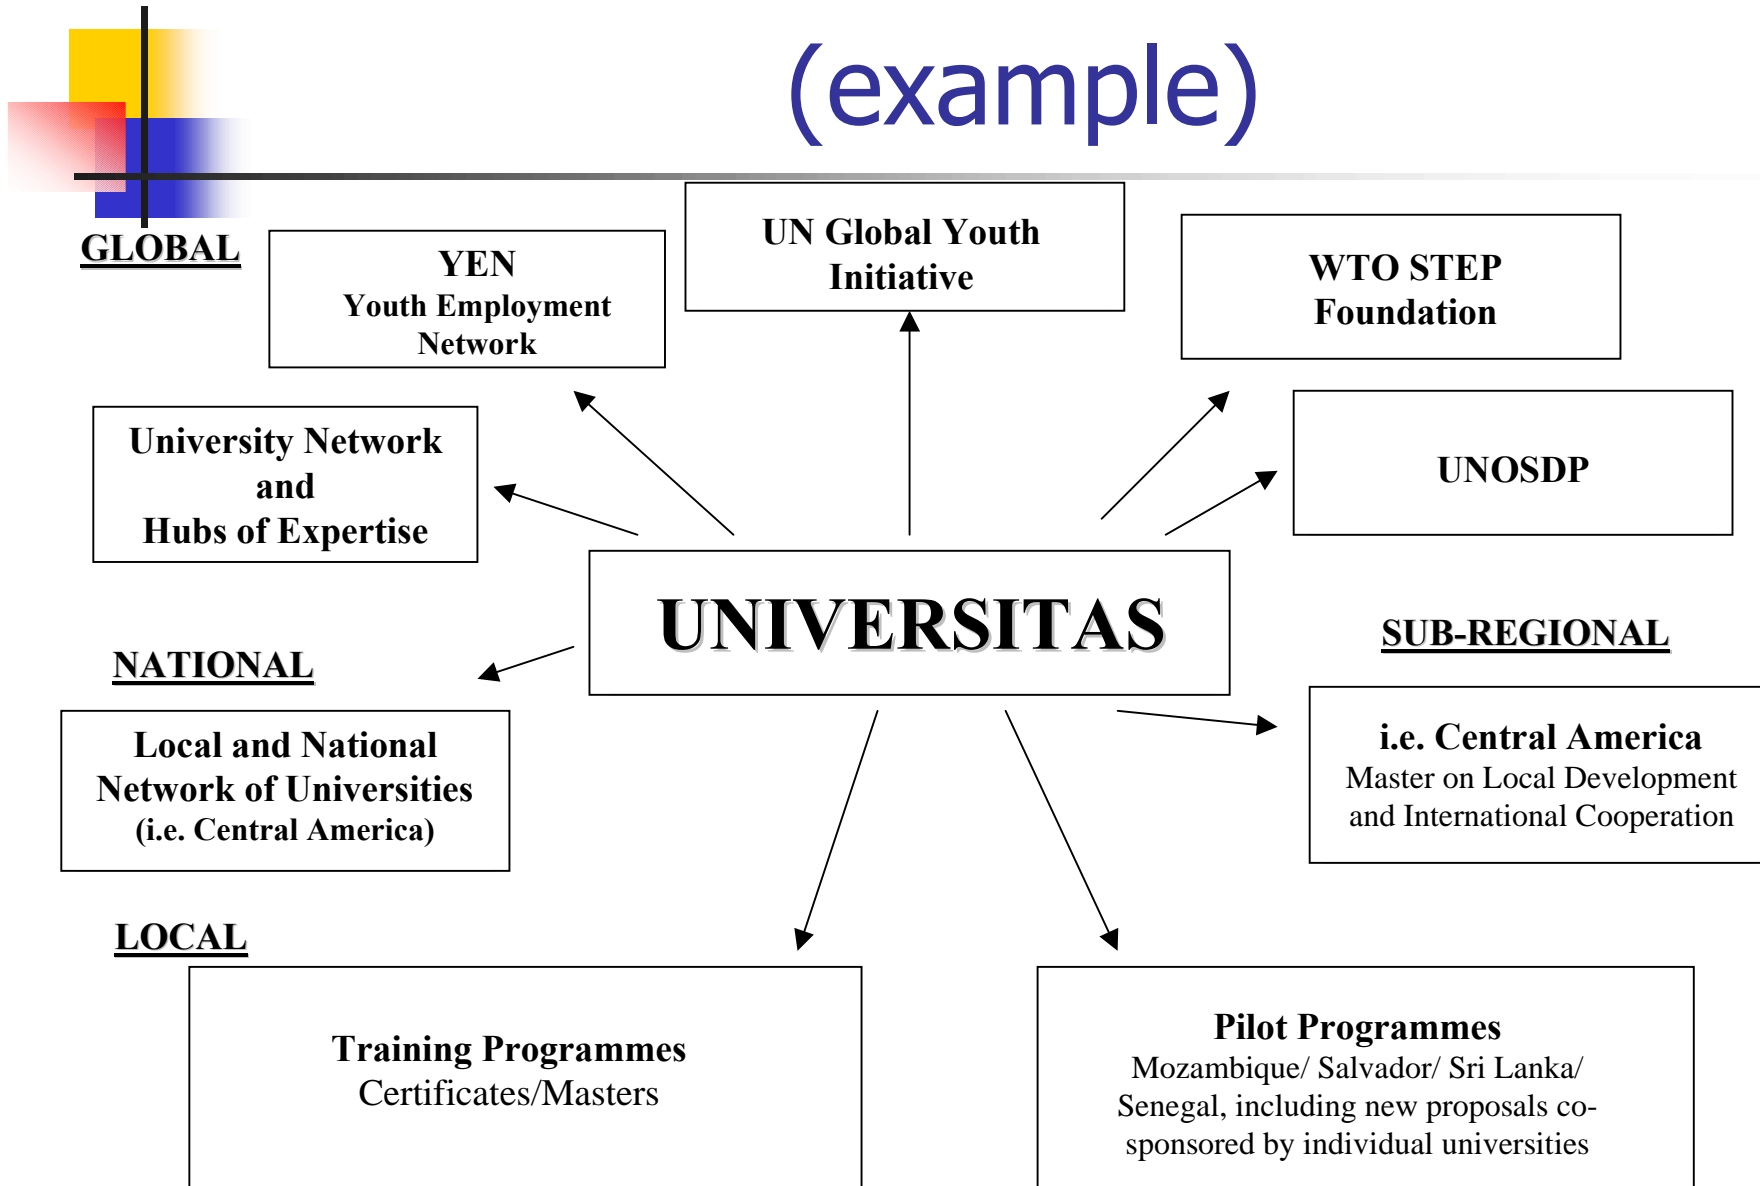 (example)
GLOBAL
YEN
Youth Employment
Network
UN Global Youth
Initiative
WTO STEP
Foundation
University Network
and
Hubs of Expertise
UNOSDP
UNIVERSITAS
NATIONAL
SUB-REGIONAL
Local and National
Network of Universities
(i.e. Central America)
i.e. Central America
Master on Local Development
and International Cooperation
LOCAL
Training Programmes
Certificates/Masters
Pilot Programmes
Mozambique/ Salvador/ Sri Lanka/
Senegal, including new proposals co-
sponsored by individual universities